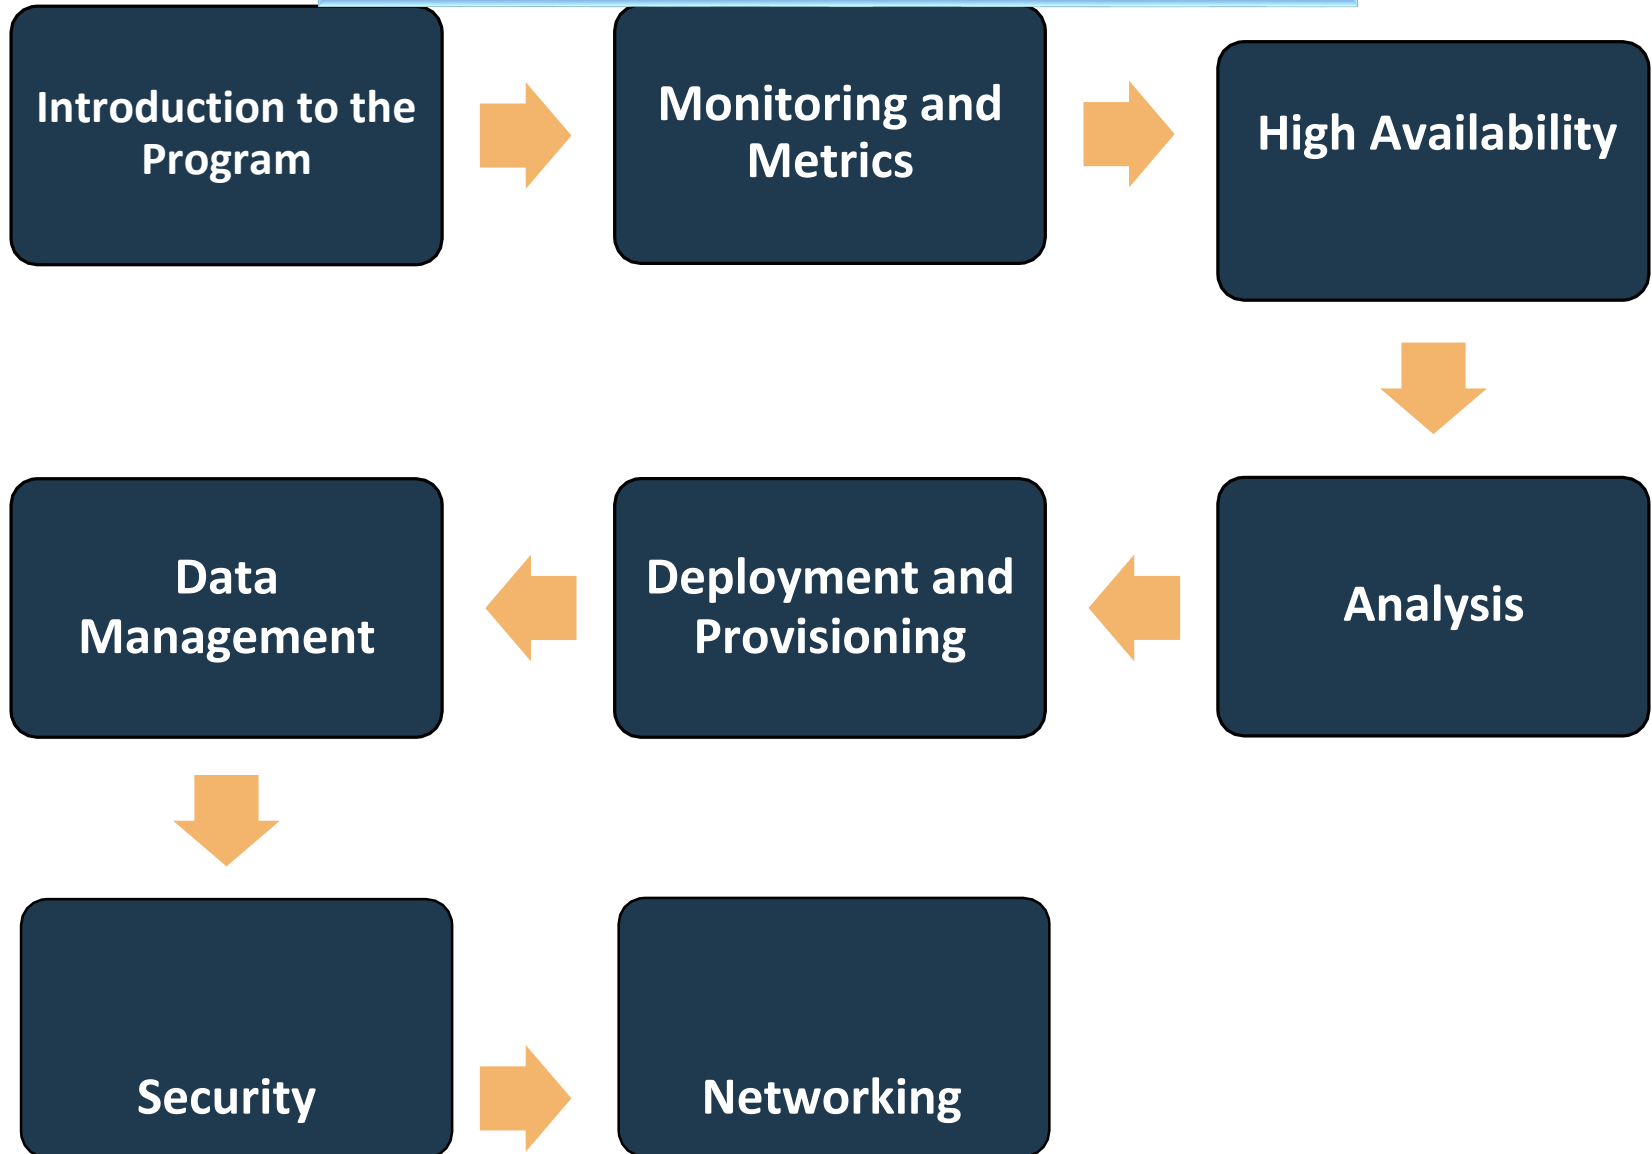 Introduction to the
Program
Monitoring and
Metrics
High Availability
Analysis
Deployment and
Provisioning
Data
Management
Security
Networking